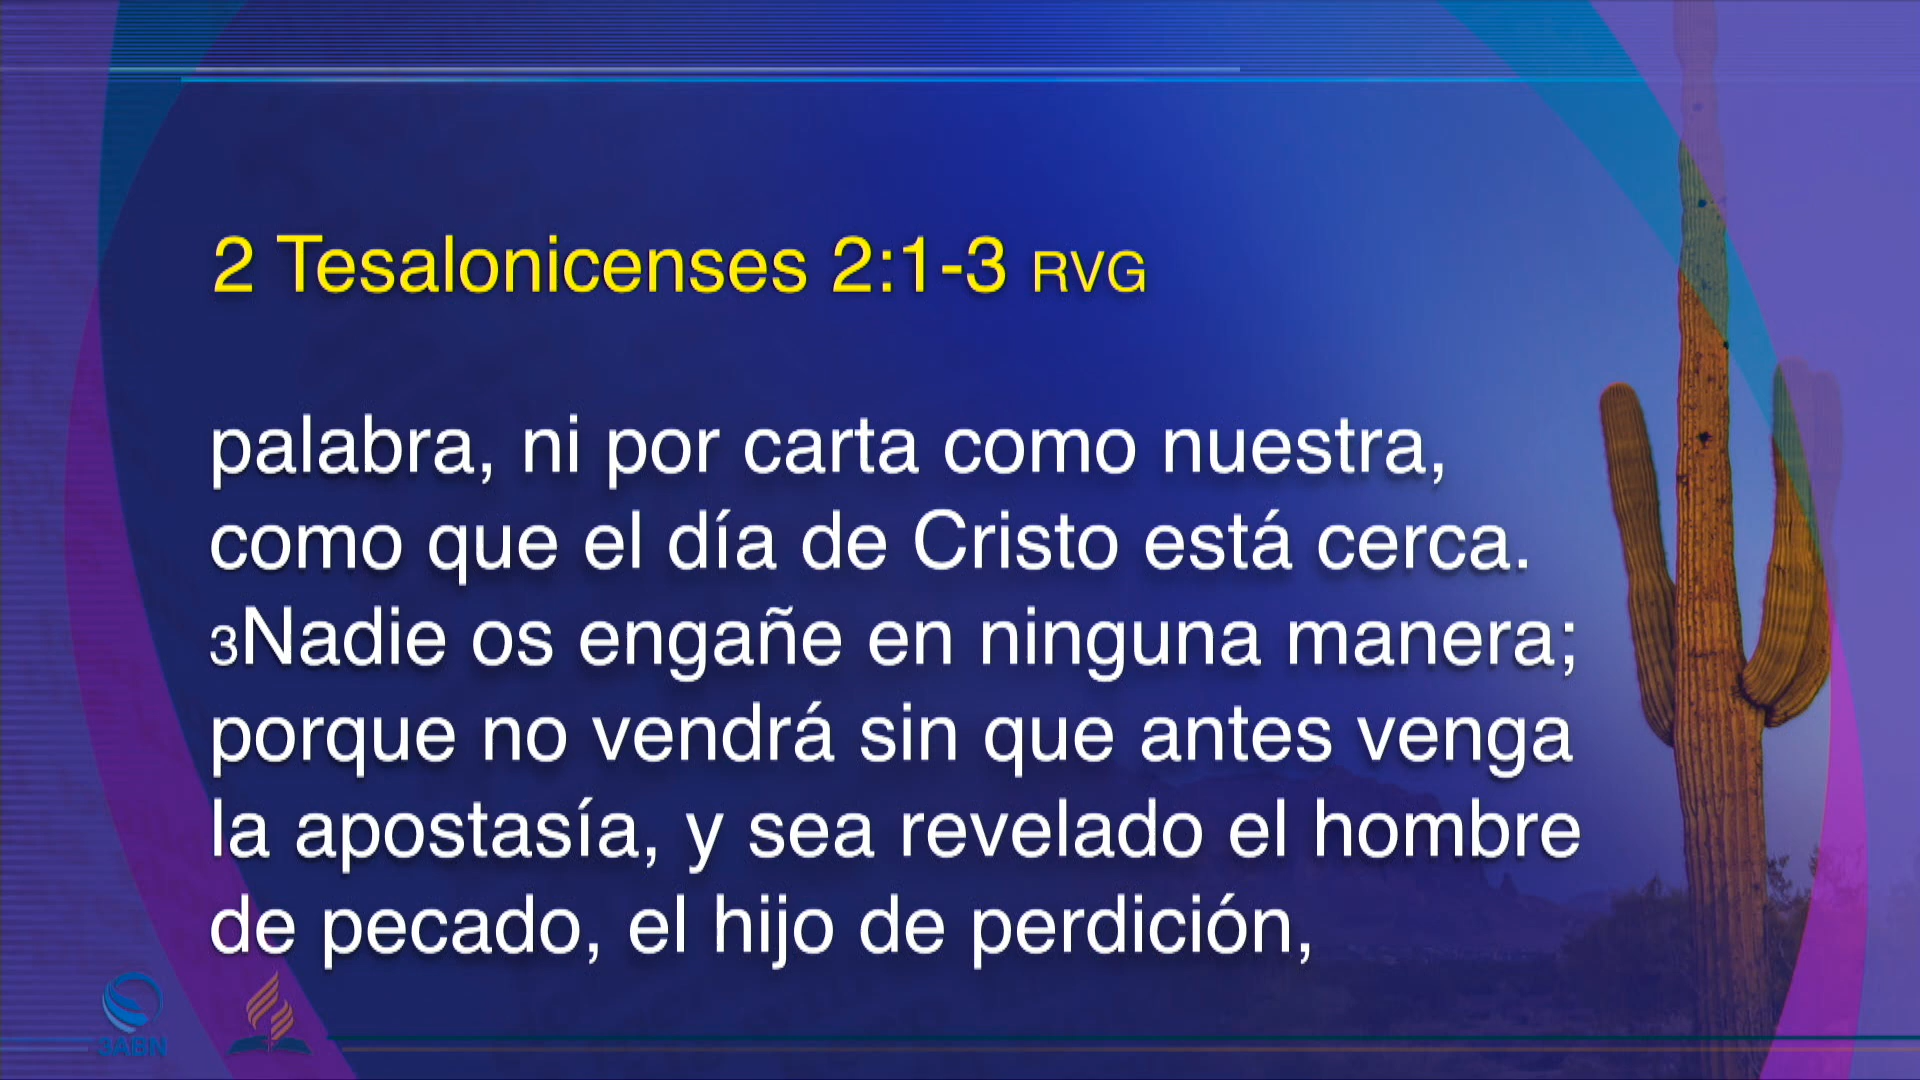 2 Tesalonicenses 2:1-3 RVG
palabra, ni por carta como nuestra,
como que el día de Cristo está cerca.
3Nadie os engañe en ninguna manera;
porque no vendrá sin que antes venga
la apostasía, y sea revelado el hombre
de pecado, el hijo de perdición,
3ABN